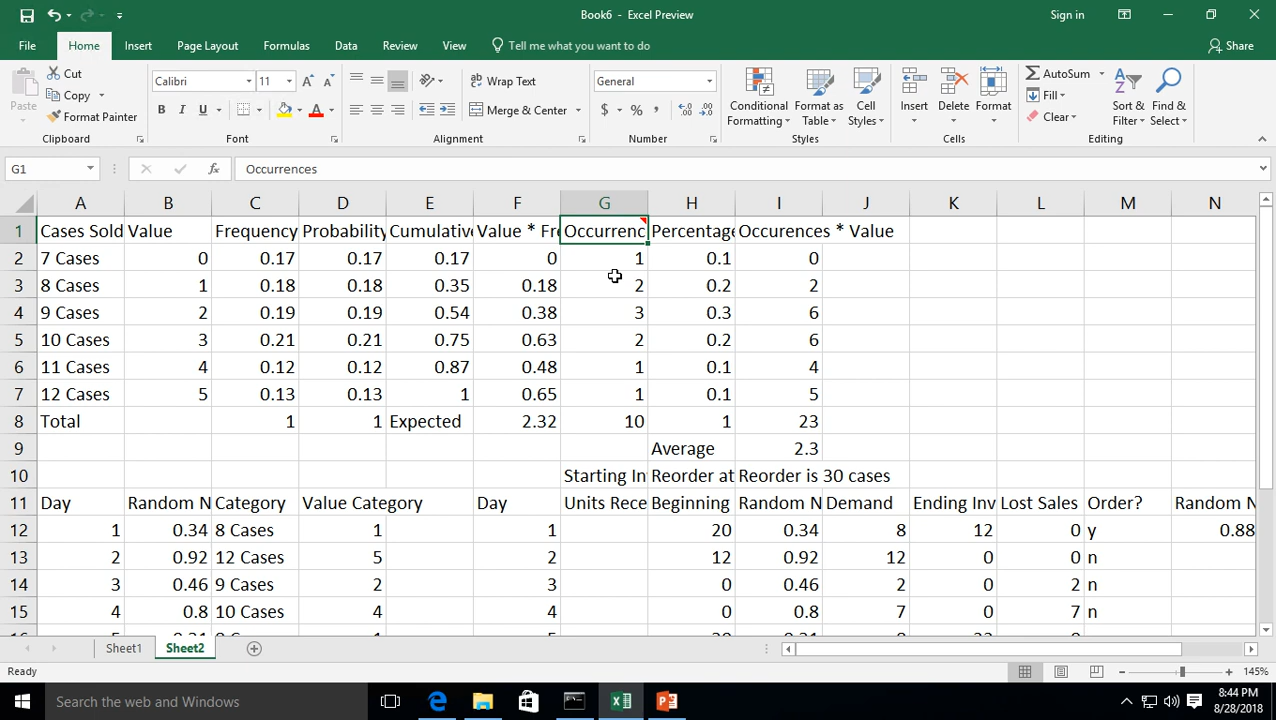 Book6 - Excel Preview
Sign in
File Home Insert Page Layout Formulas Data Review View Tell me what you want to do Share
Paste
Cut
Copy
Format Painter
Clipboard
Calibri 11
B I U
Font
Wrap Text
Merge & Center
Alignment
General
$ % ,
Number
Conditional Formatting
Format as Table
Cell Styles
Styles
Insert
Delete
Format
Cells
AutoSum
Fill
Clear
Sort & Filter
Find & Select
Editing
G1 fx Occurrences
A B C D E F G H I J K L M N
1 Cases Sold Value Frequency Probability Cumulative Value * Fre Occurrenc Percentage Occurences * Value
2 7 Cases 0 0.17 0.17 0.17 0 1 0.1 0
3 8 Cases 1 0.18 0.18 0.35 0.18 2 0.2 2
4 9 Cases 2 0.19 0.19 0.54 0.38 3 0.3 6
5 10 Cases 3 0.21 0.21 0.75 0.63 2 0.2 6
6 11 Cases 4 0.12 0.12 0.87 0.48 1 0.1 4
7 12 Cases 5 0.13 0.13 1 0.65 1 0.1 5
8 Total 1 1 Expected 2.32 10 1 23
9 Average 2.3
10 Starting In Reorder at Reorder is 30 cases
11 Day Random N Category Value Category Day Units Rece Beginning Random N Demand Ending Inv Lost Sales Order? Random N
12 1 0.34 8 Cases 1 1 20 0.34 8 12 0 y 0.88
13 2 0.92 12 Cases 5 2 12 0.92 12 0 0 n
14 3 0.46 9 Cases 2 3 0 0.46 2 0 2 n
15 4 0.8 10 Cases 4 4 0 0.8 7 0 7 n
Sheet1 Sheet2
Ready
145%
Search the web and Windows
8:44 PM
8/28/2018